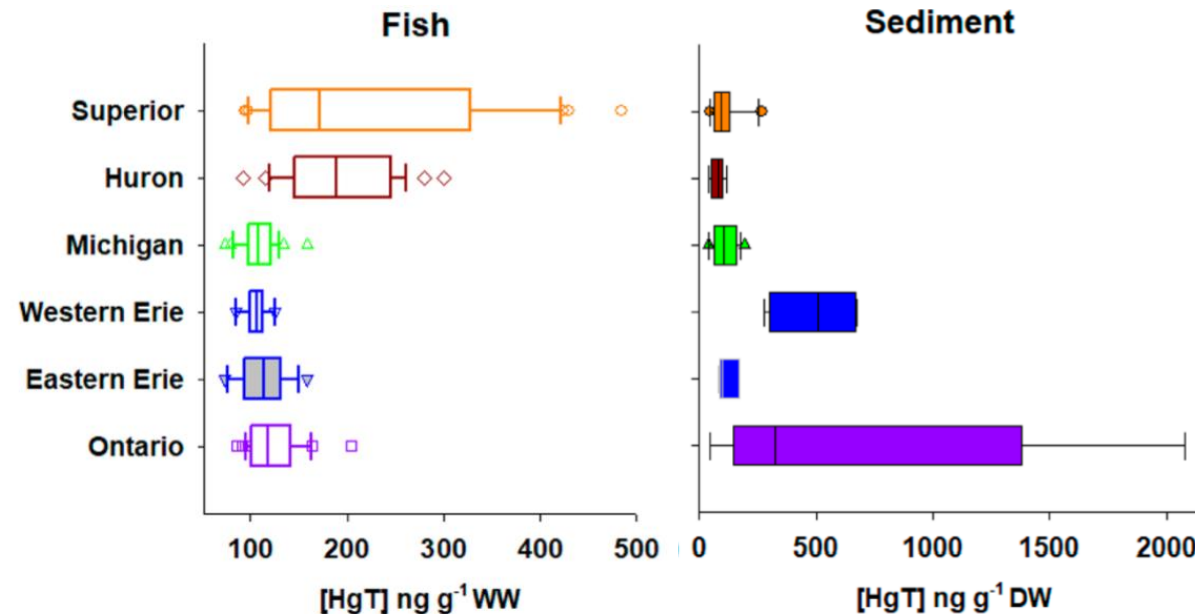 Fish
Sediment
Superior
Huron
Michigan
Western Erie
Eastern Erie
Ontario
100 200 300 400 500
0 500 1000 1500 2000
[HgT] ng g⁻¹ WW
[HgT] ng g⁻¹ DW